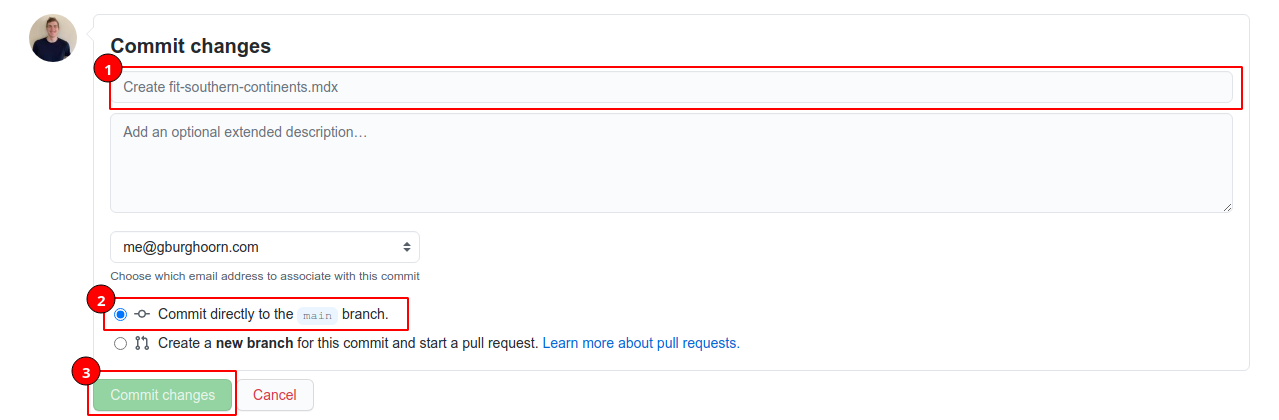 Commit changes
1
Create fit-southern-continents.mdx
Add an optional extended description…
me@gburghoorn.com
Choose which email address to associate with this commit
2
Commit directly to the main branch.
Create a new branch for this commit and start a pull request. Learn more about pull requests.
3
Commit changes Cancel